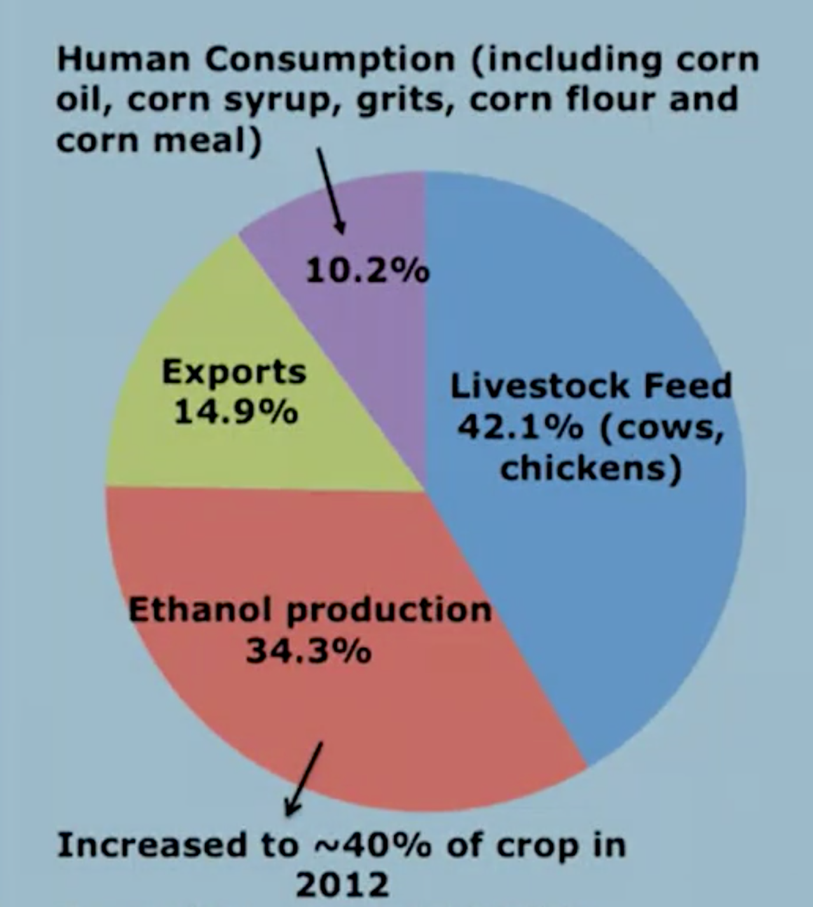 Human Consumption (including corn
oil, corn syrup, grits, corn flour and
corn meal)
10.2%
Exports
14.9%
Livestock Feed
42.1% (cows,
chickens)
Ethanol production
34.3%
Increased to ~40% of crop in
2012